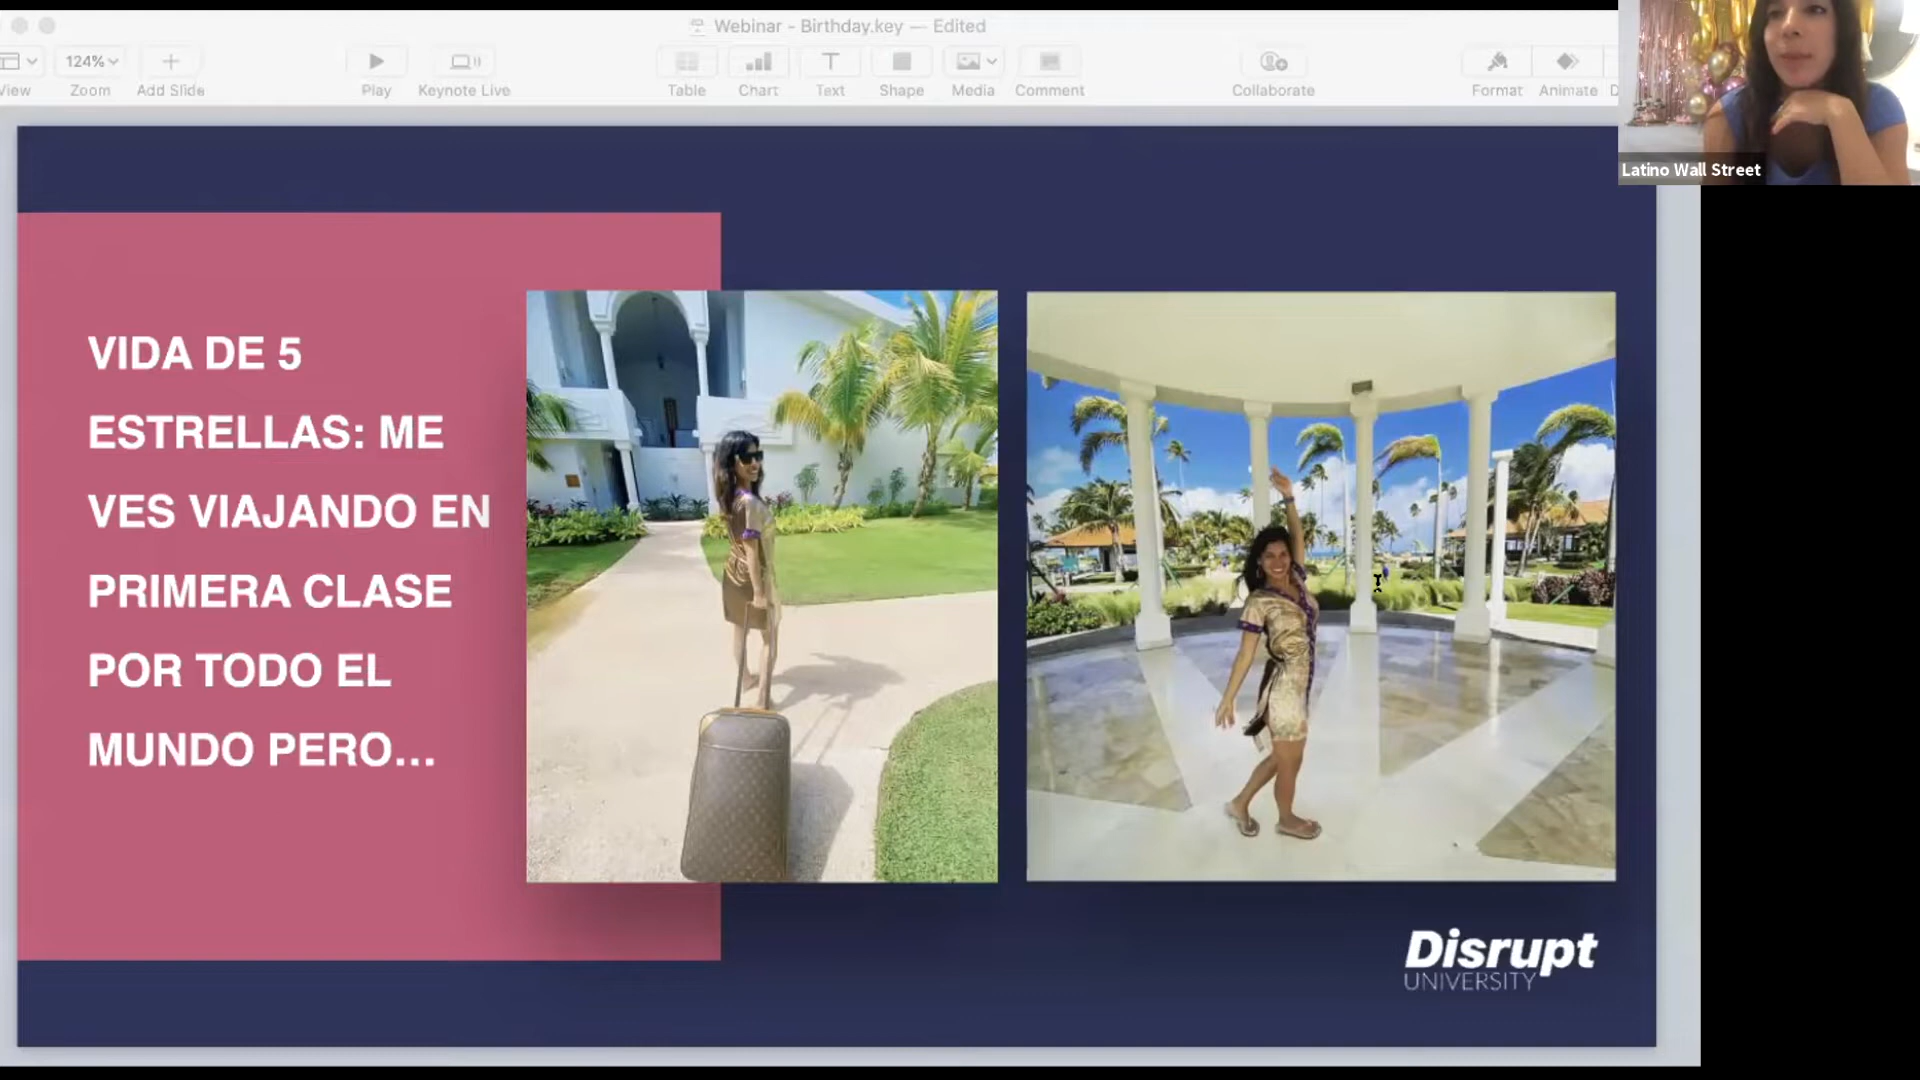 Webinar - Birthday.key — Edited
124%
View
Zoom
Add Slide
Play
Keynote Live
Table
Chart
Text
Shape
Media
Comment
Collaborate
Format
Animate
Latino Wall Street
VIDA DE 5
ESTRELLAS: ME
VES VIAJANDO EN
PRIMERA CLASE
POR TODO EL
MUNDO PERO...
Disrupt
UNIVERSITY